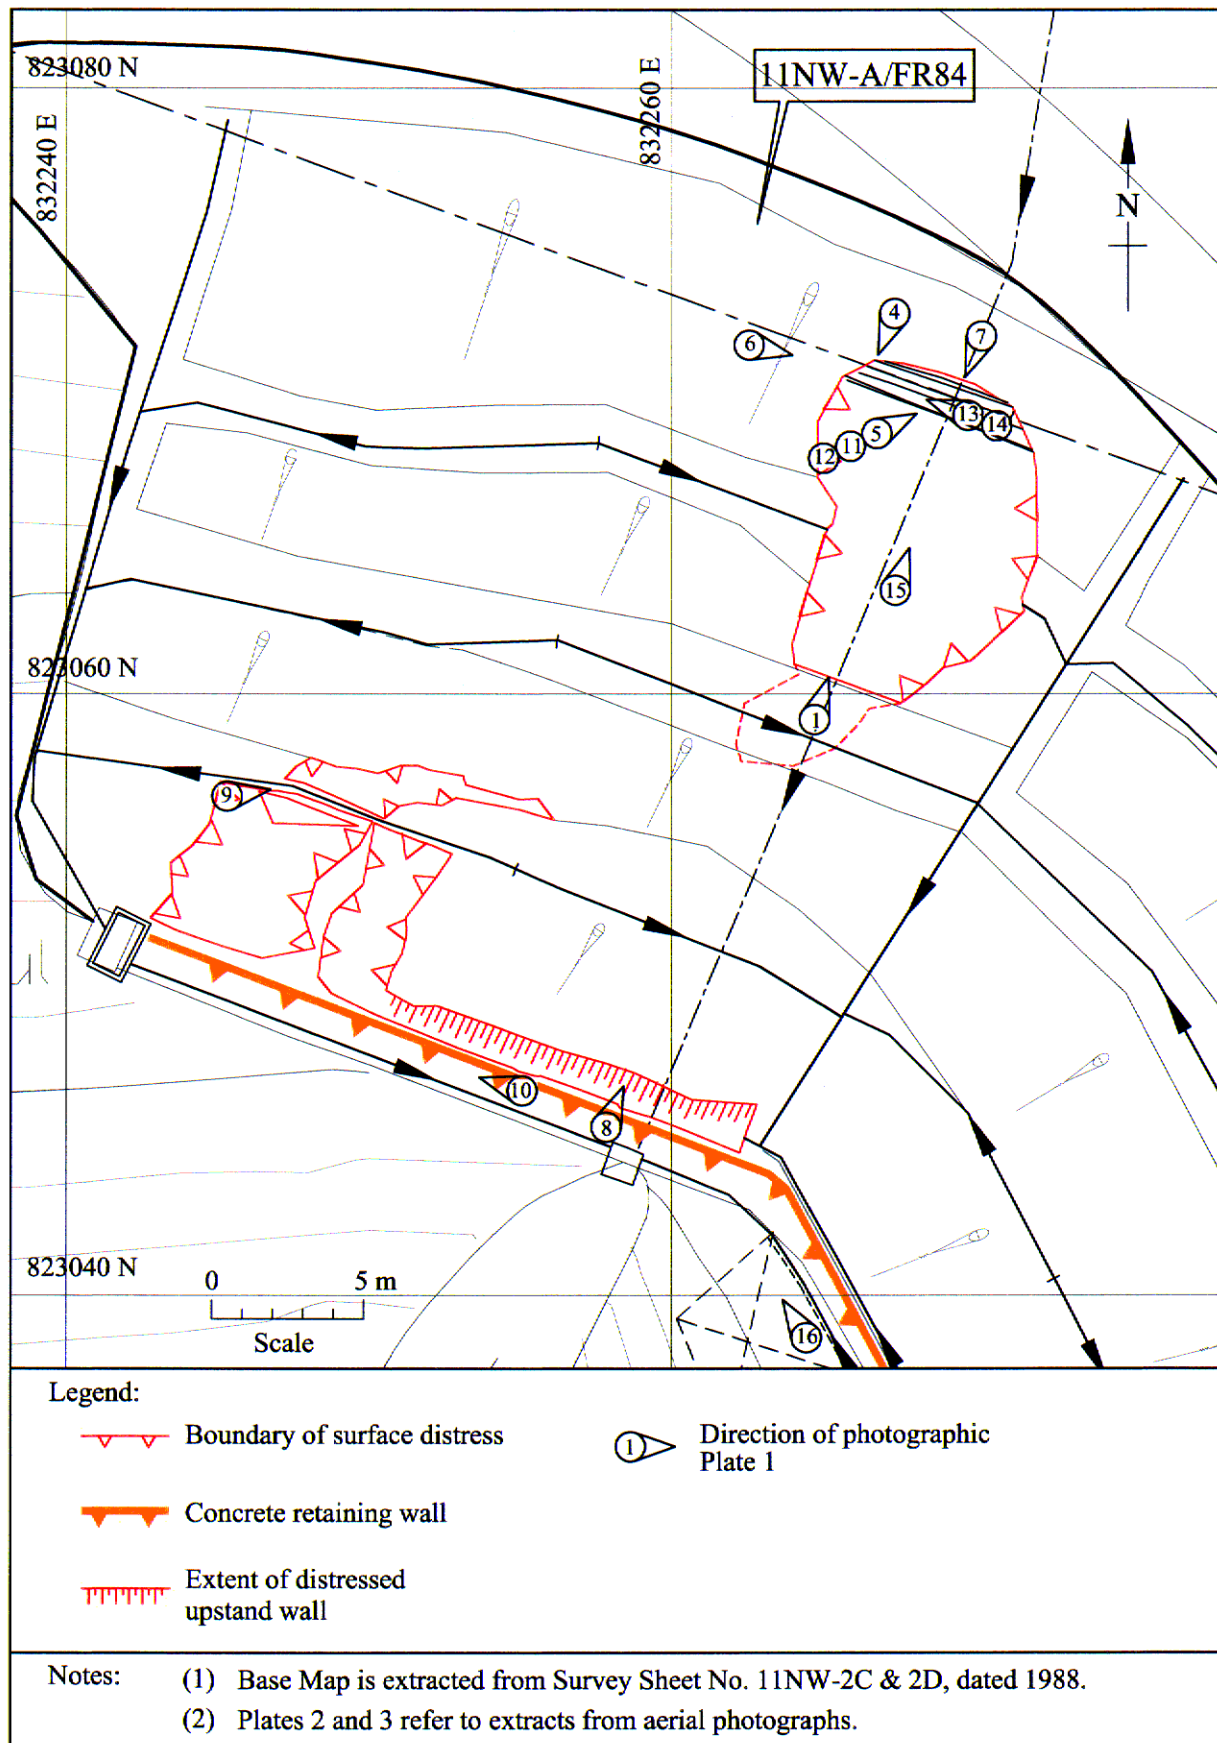 823080 N
832240 E
832260 E
11NW-A/FR84
N
4
7
6
13
14
5
11
12
15
823060 N
1
9
10
8
823040 N
0 5 m
Scale
16
Legend:
Boundary of surface distress
1 Direction of photographic
Plate 1
Concrete retaining wall
Extent of distressed
upstand wall
Notes: (1) Base Map is extracted from Survey Sheet No. 11NW-2C & 2D, dated 1988.
(2) Plates 2 and 3 refer to extracts from aerial photographs.